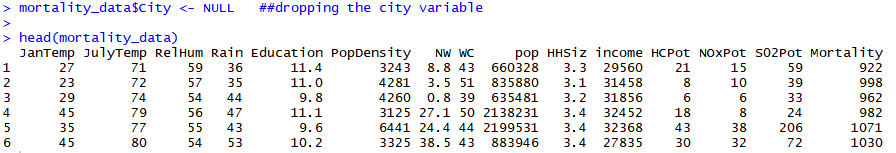 > mortality_data$City <- NULL   ##dropping the city variable
>
> head(mortality_data)
  JanTemp JulyTemp RelHum Rain Education PopDensity   NW WC     pop HHSiz income HCPot NOxPot SO2Pot Mortality
1      27       71     59   36      11.4       3243  8.8 43  660328   3.3  29560    21     15     59       922
2      23       72     57   35      11.0       4281  3.5 51  835880   3.1  31458     8     10     39       998
3      29       74     54   44       9.8       4260  0.8 39  635481   3.2  31856     6      6     33       962
4      45       79     56   47      11.1       3125 27.1 50 2138231   3.4  32452    18      8     24       982
5      35       77     55   43       9.6       6441 24.4 44 2199531   3.4  32368    43     38    206      1071
6      45       80     54   53      10.2       3325 38.5 43  883946   3.4  27835    30     32     72      1030